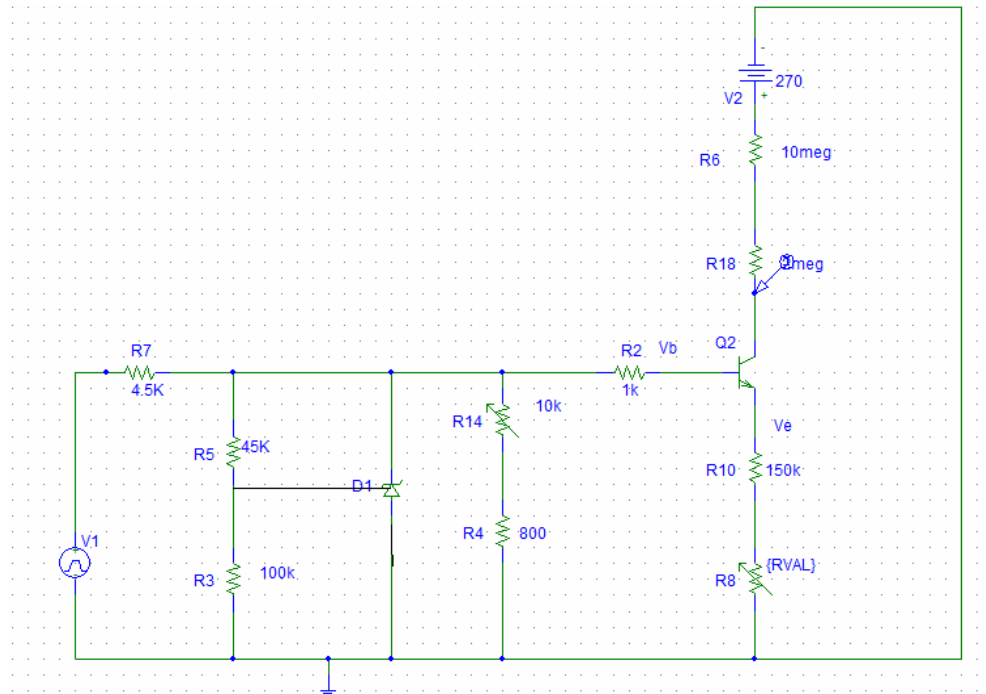 -
270
V2
+
R6
10meg
R18
meg
R7
4.5K
R2
1k
Vb
Q2
Ve
R14
10k
R5
45K
D1
R10
150k
V1
R3
100k
R4
800
R8
{RVAL}